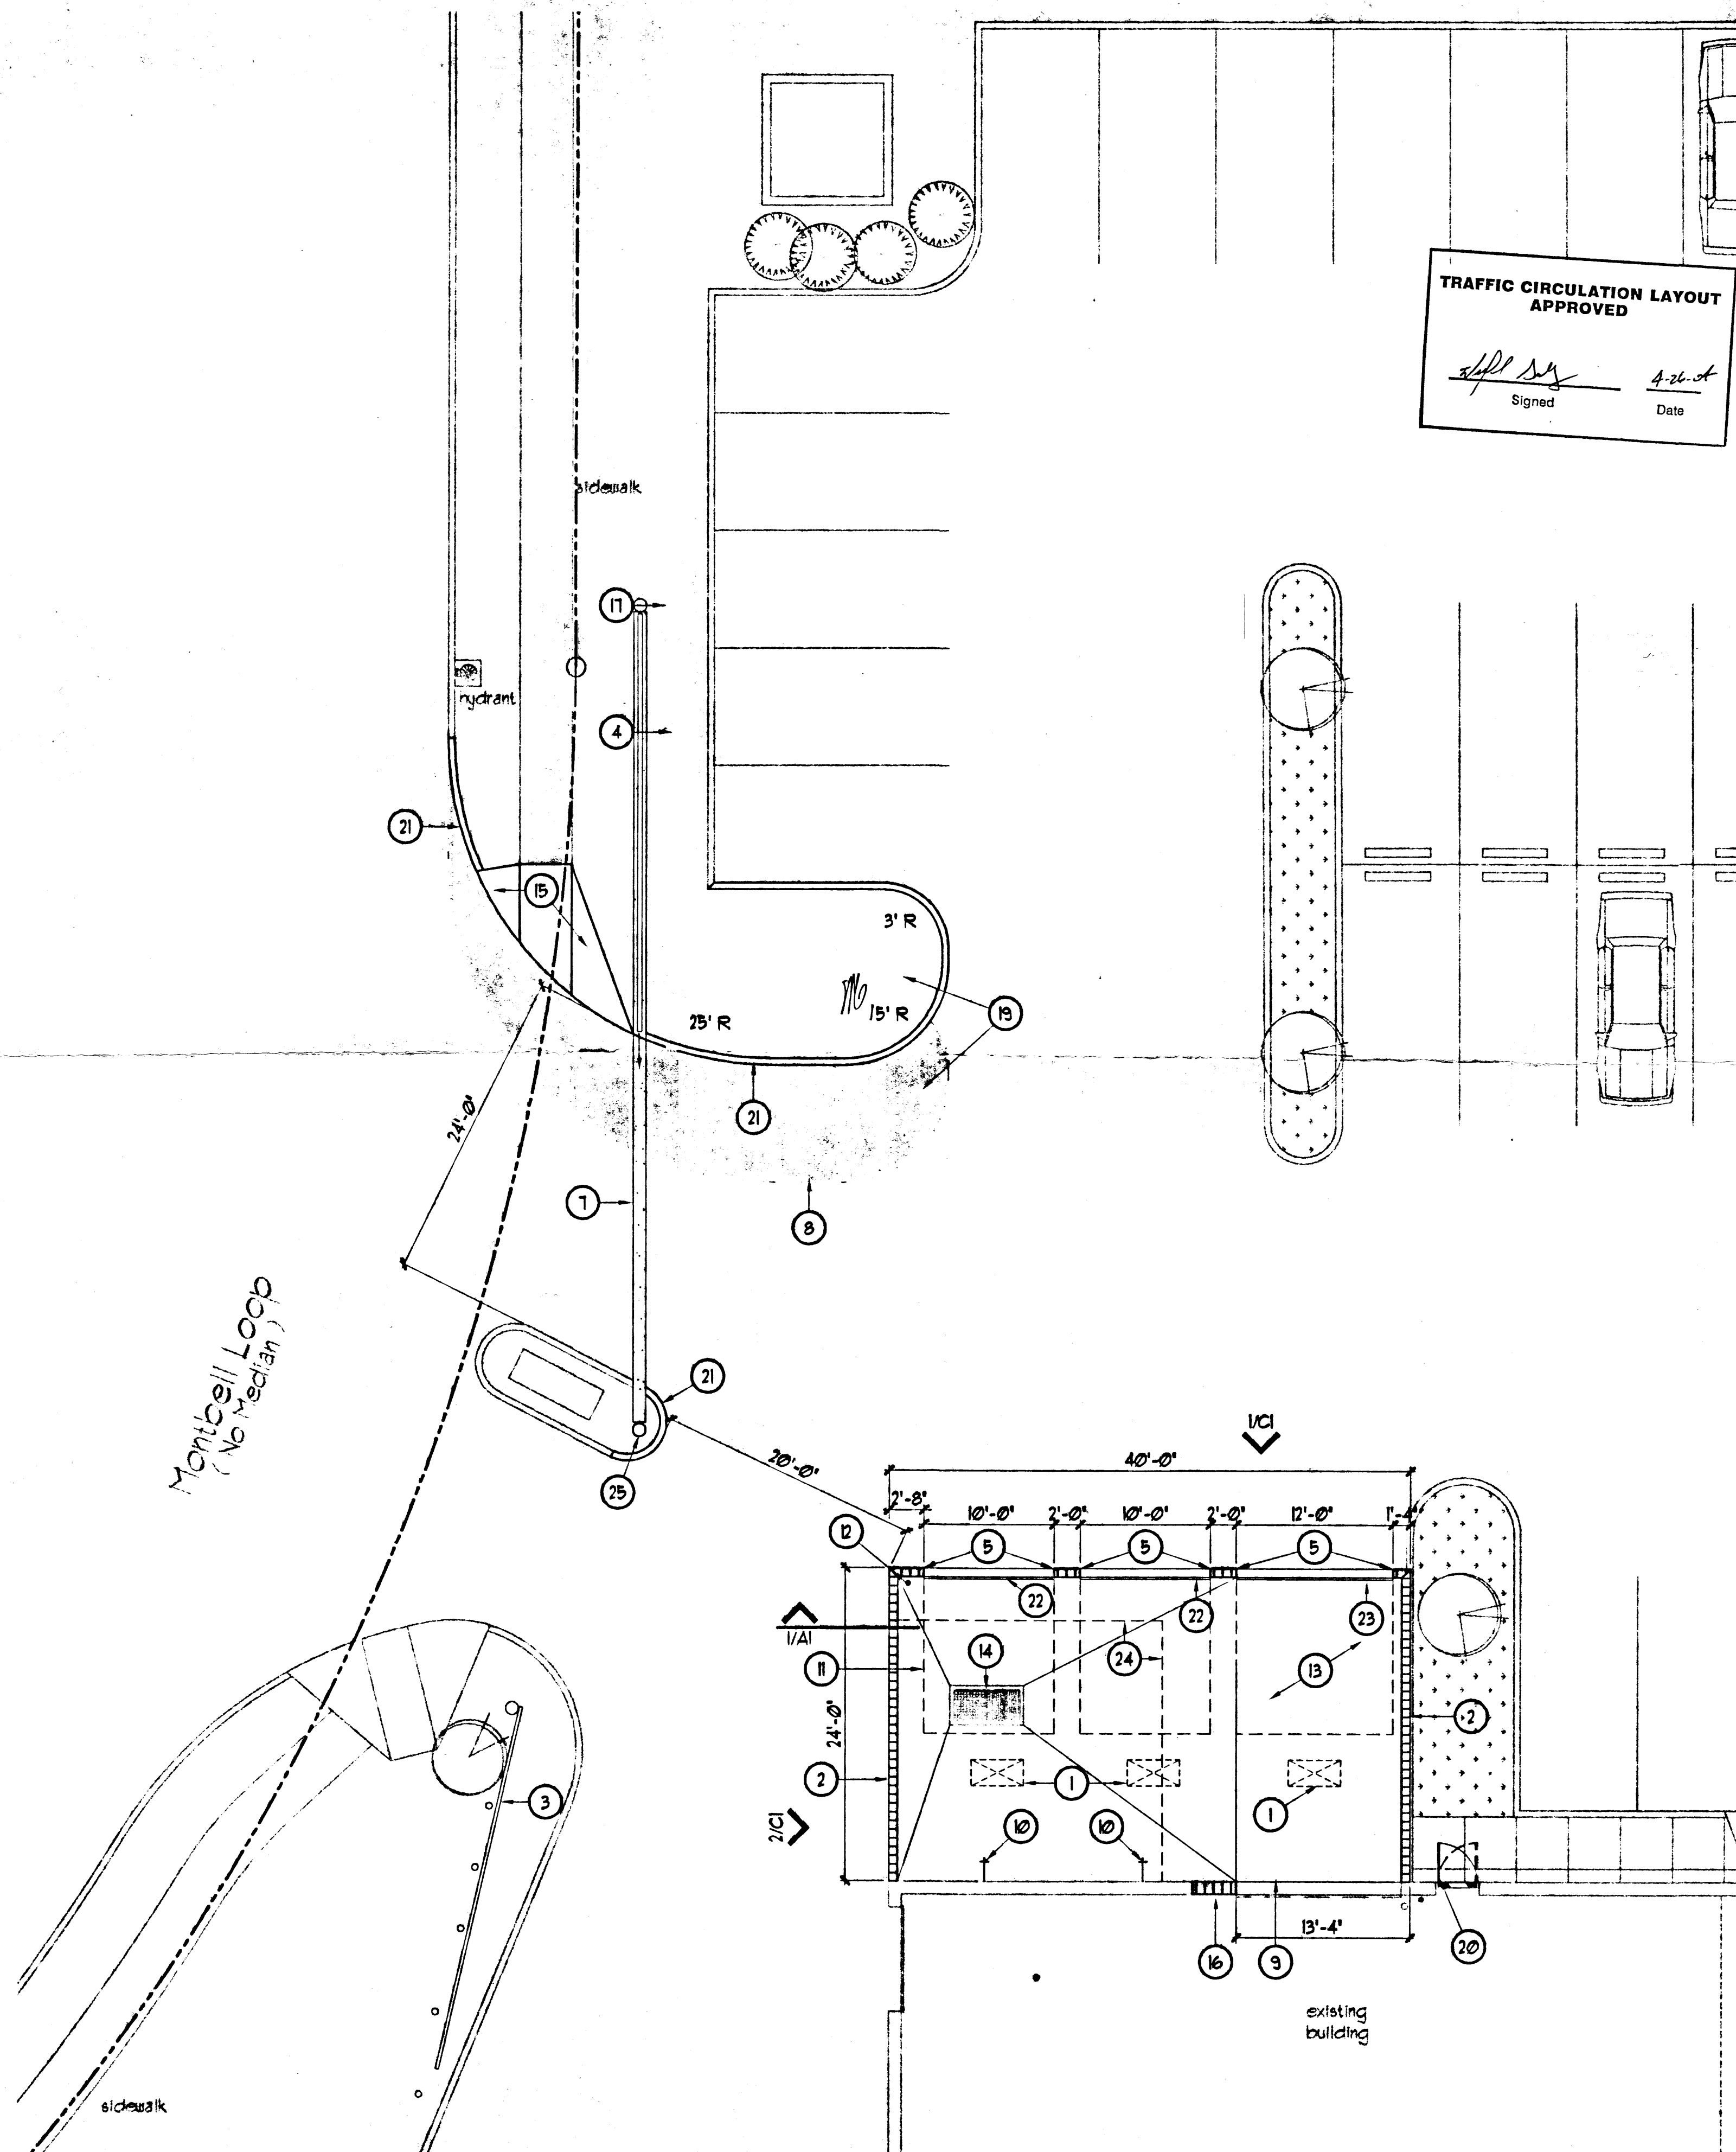 TRAFFIC CIRCULATION LAYOUT
APPROVED
Signed
Date
sidewalk
17
hydrant
4
21
15
3' R
15' R
25' R
19
24'-0"
21
7
8
Montbell Loop
(No Median)
21
25
20'-0"
1/C1
40'-0"
2'-8"
10'-0"
2'-0"
10'-0"
2'-0"
12'-0"
1'-4"
12
5
5
5
22
22
23
1/A1
14
24
11
13
24'-0"
2
2
1
1
3
2/C1
10
10
13'-4"
16
9
20
existing
building
sidewalk